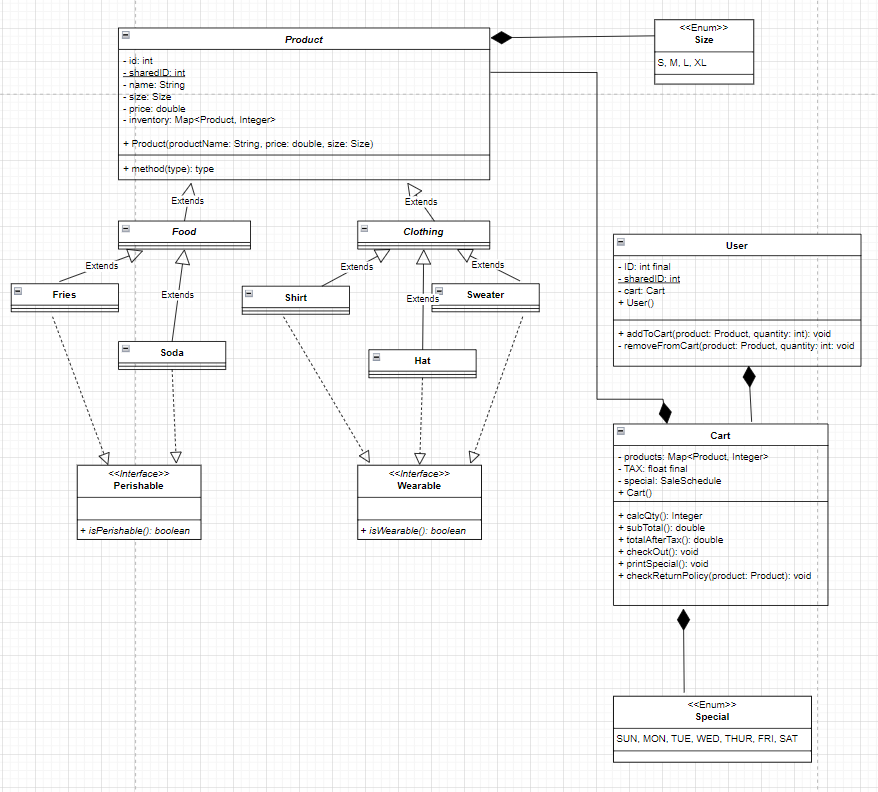 Product
- id: int
- sharedID: int
- name: String
- size: Size
- price: double
- inventory: Map<Product, Integer>
+ Product(productName: String, price: double, size: Size)
+ method(type): type
<<Enum>>
Size
S, M, L, XL
Extends
Extends
Food
Clothing
Extends
Extends
Extends
Extends
Extends
Fries
Shirt
Sweater
Soda
Hat
<<Interface>>
Perishable
+ isPerishable(): boolean
<<Interface>>
Wearable
+ isWearable(): boolean
User
- ID: int final
- sharedID: int
- cart: Cart
+ User()
+ addToCart(product: Product, quantity: int): void
- removeFromCart(product: Product, quantity: int: void
Cart
- products: Map<Product, Integer>
- TAX: float final
- special: SaleSchedule
+ Cart()
+ calcQty(): Integer
+ subTotal(): double
+ totalAfterTax(): double
+ checkOut(): void
+ printSpecial(): void
+ checkReturnPolicy(product: Product): void
<<Enum>>
Special
SUN, MON, TUE, WED, THUR, FRI, SAT